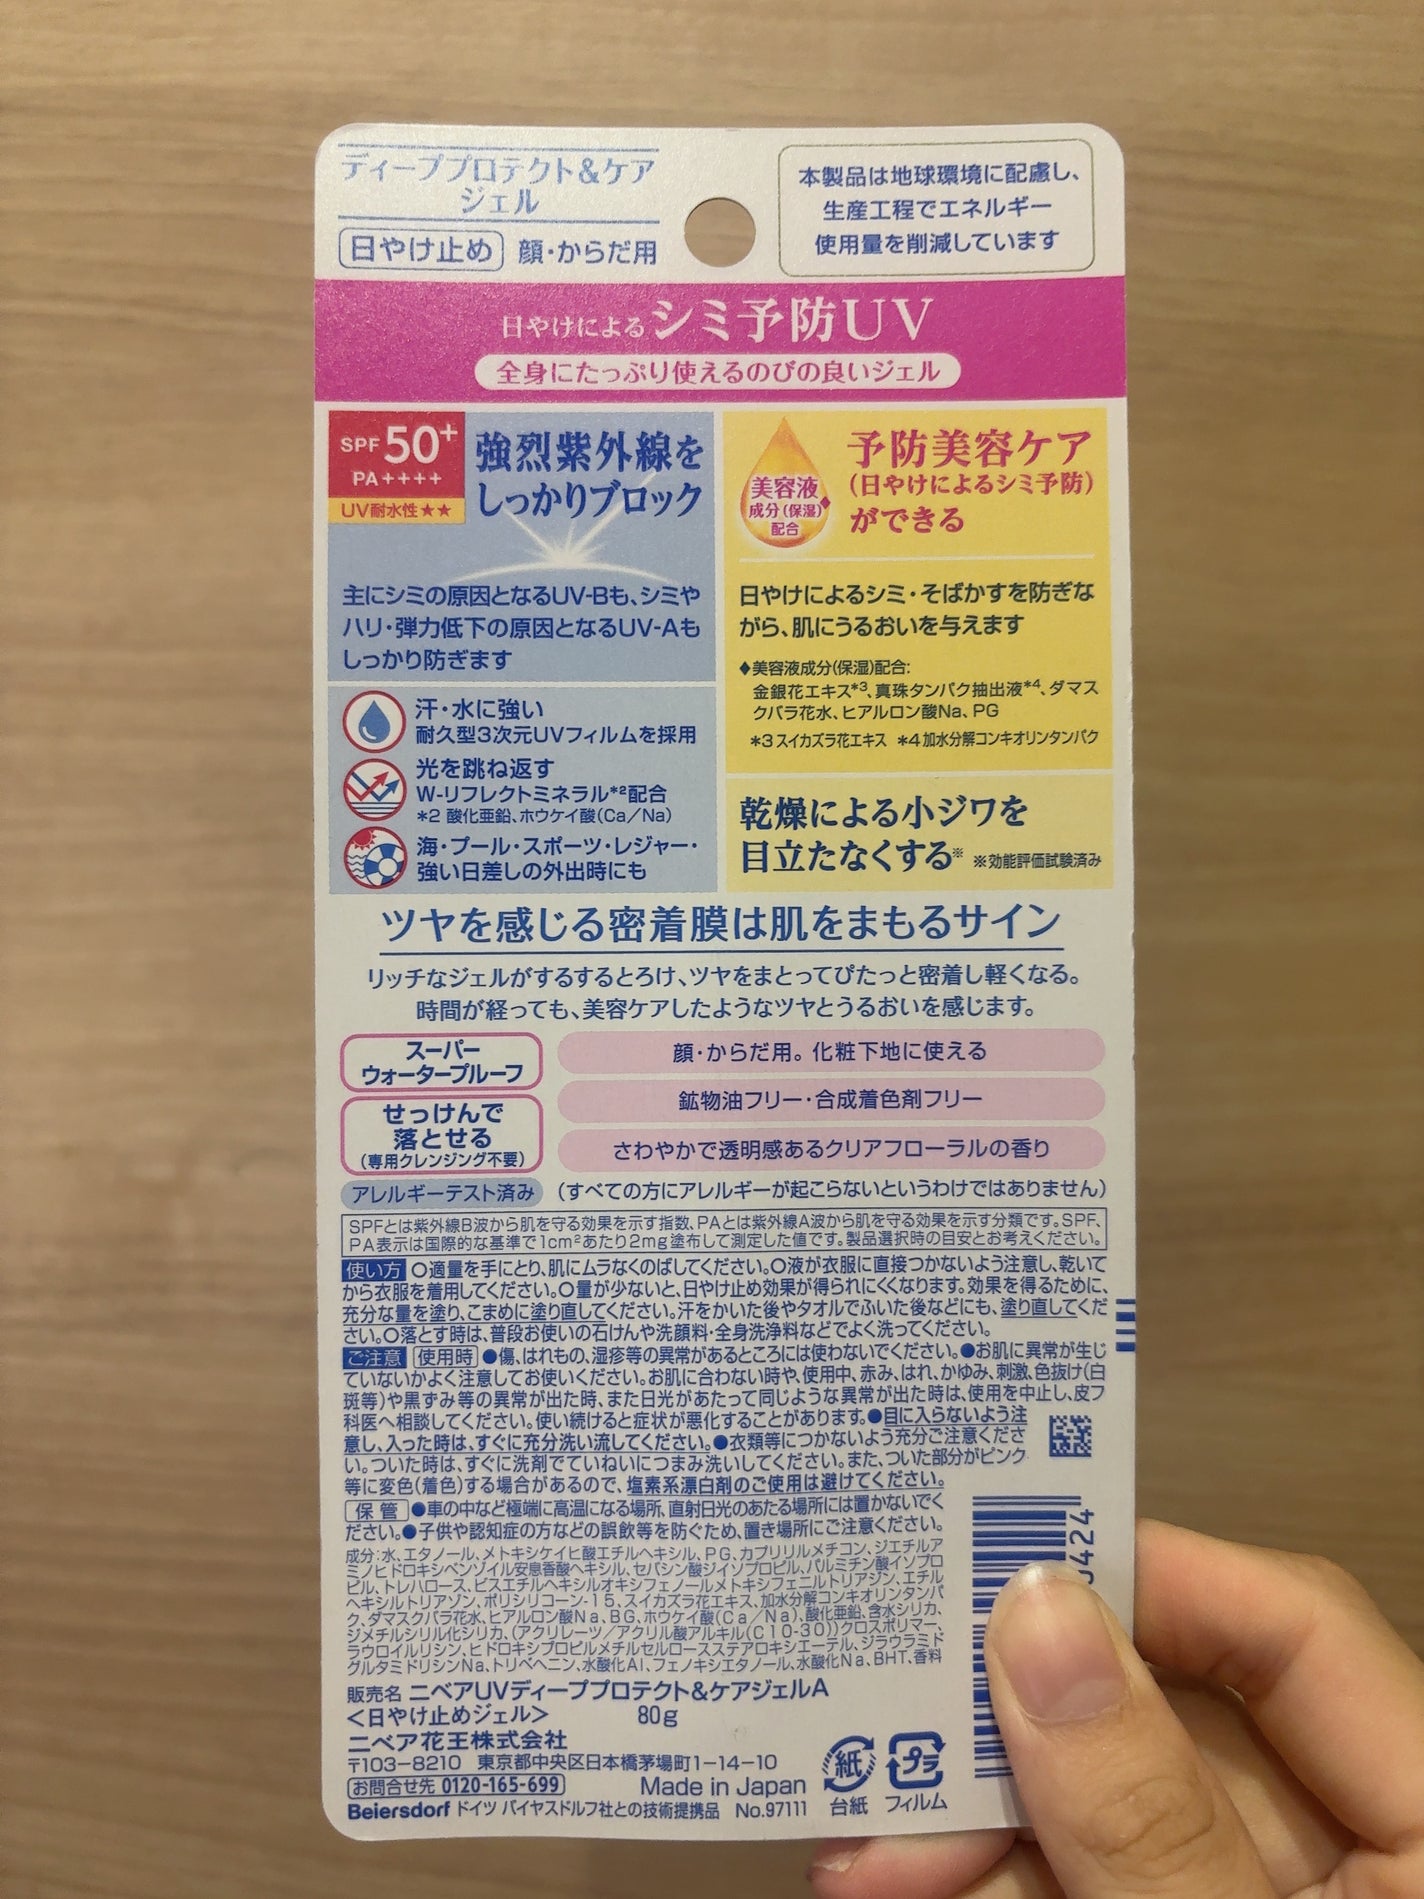 ディーププロテクト&ケア
ジェル
日やけ止め 顔・からだ用
本製品は地球環境に配慮し、
生産工程でエネルギー
使用量を削減しています
日やけによるシミ予防UV
全身にたっぷり使えるのびの良いジェル
SPF50+
PA++++
UV耐水性★★
強烈紫外線を
しっかりブロック
主にシミの原因となるUV-Bも、シミや
ハリ・弾力低下の原因となるUV-Aも
しっかり防ぎます
汗・水に強い
耐久型3次元UVフィルムを採用
光を跳ね返す
W-リフレクトミネラル*2配合
*2 酸化亜鉛、ホウケイ酸(Ca/Na)
海・プール・スポーツ・レジャー・
強い日差しの外出時にも
美容液
成分(保湿)◆
配合
予防美容ケア
(日やけによるシミ予防)
ができる
日やけによるシミ・そばかすを防ぎな
がら、肌にうるおいを与えます
◆美容液成分(保湿)配合:
金銀花エキス*3、真珠タンパク抽出液*4、ダマス
クバラ花水、ヒアルロン酸Na、PG
*3 スイカズラ花エキス *4 加水分解コンキオリンタンパク
乾燥による小ジワを
目立たなくする※ ※効能評価試験済み
ツヤを感じる密着膜は肌をまもるサイン
リッチなジェルがするするとろけ、ツヤをまとってぴたっと密着し軽くなる。
時間が経っても、美容ケアしたようなツヤとうるおいを感じます。
スーパー
ウォータープルーフ
せっけんで
落とせる
(専用クレンジング不要)
顔・からだ用。化粧下地に使える
鉱物油フリー・合成着色剤フリー
さわやかで透明感あるクリアフローラルの香り
アレルギーテスト済み (すべての方にアレルギーが起こらないというわけではありません)
SPFとは紫外線B波から肌を守る効果を示す指数、PAとは紫外線A波から肌を守る効果を示す分類です。SPF、
PA表示は国際的な基準で1cm²あたり2mg塗布して測定した値です。製品選択時の目安とお考えください。
使い方 ○適量を手にとり、肌にムラなくのばしてください。○液が衣服に直接つかないよう注意し、乾いて
から衣服を着用してください。○量が少ないと、日やけ止め効果が得られにくくなります。効果を得るために、
充分な量を塗り、こまめに塗り直してください。汗をかいた後やタオルでふいた後などにも、塗り直してくだ
さい。○落とす時は、普段お使いの石けんや洗顔料・全身洗浄料などでよく洗ってください。
ご注意 使用時 ●傷、はれもの、湿疹等の異常があるところには使わないでください。●お肌に異常が生じ
ていないかよく注意してお使いください。お肌に合わない時や、使用中、赤み、はれ、かゆみ、刺激、色抜け(白
斑等)や黒ずみ等の異常が出た時、また日光があたって同じような異常が出た時は、使用を中止し、皮フ
科医へ相談してください。使い続けると症状が悪化することがあります。●目に入らないよう注
意し、入った時は、すぐに充分洗い流してください。●衣類等につかないよう充分ご注意くださ
い。ついた時は、すぐに洗剤でていねいにつまみ洗いしてください。また、ついた部分がピンク
等に変色(着色)する場合があるので、塩素系漂白剤のご使用は避けてください。
保管 ●車の中など極端に高温になる場所、直射日光のあたる場所には置かないでく
ださい。●子供や認知症の方などの誤飲等を防ぐため、置き場所にご注意ください。
成分:水、エタノール、メトキシケイヒ酸エチルヘキシル、PG、カプリリルメチコン、ジエチルア
ミノヒドロキシベンゾイル安息香酸ヘキシル、セバシン酸ジイソプロピル、パルミチン酸イソプロ
ピル、トレハロース、ビスエチルヘキシルオキシフェノールメトキシフェニルトリアジン、エチル
ヘキシルトリアゾン、ポリシリコーン-15、スイカズラ花エキス、加水分解コンキオリンタンパ
ク、ダマスクバラ花水、ヒアルロン酸Na、BG、ホウケイ酸(Ca/Na)、酸化亜鉛、含水シリカ、
ジメチルシリル化シリカ、(アクリレーツ/アクリル酸アルキル(C10-30))クロスポリマー、
ラウロイルリシン、ヒドロキシプロピルメチルセルロースステアロキシエーテル、ジラウラミド
グルタミドリシンNa、トリベヘニン、水酸化Al、フェノキシエタノール、水酸化Na、BHT、香料
販売名 ニベアUVディーププロテクト&ケアジェルA
<日やけ止めジェル> 80g
ニベア花王株式会社
〒103-8210 東京都中央区日本橋茅場町1-14-10
お問合せ先 0120-165-699 Made in Japan
Beiersdorf ドイツ バイヤスドルフ社との技術提携品 No.97111
紙
台紙
プラ
フィルム
0424